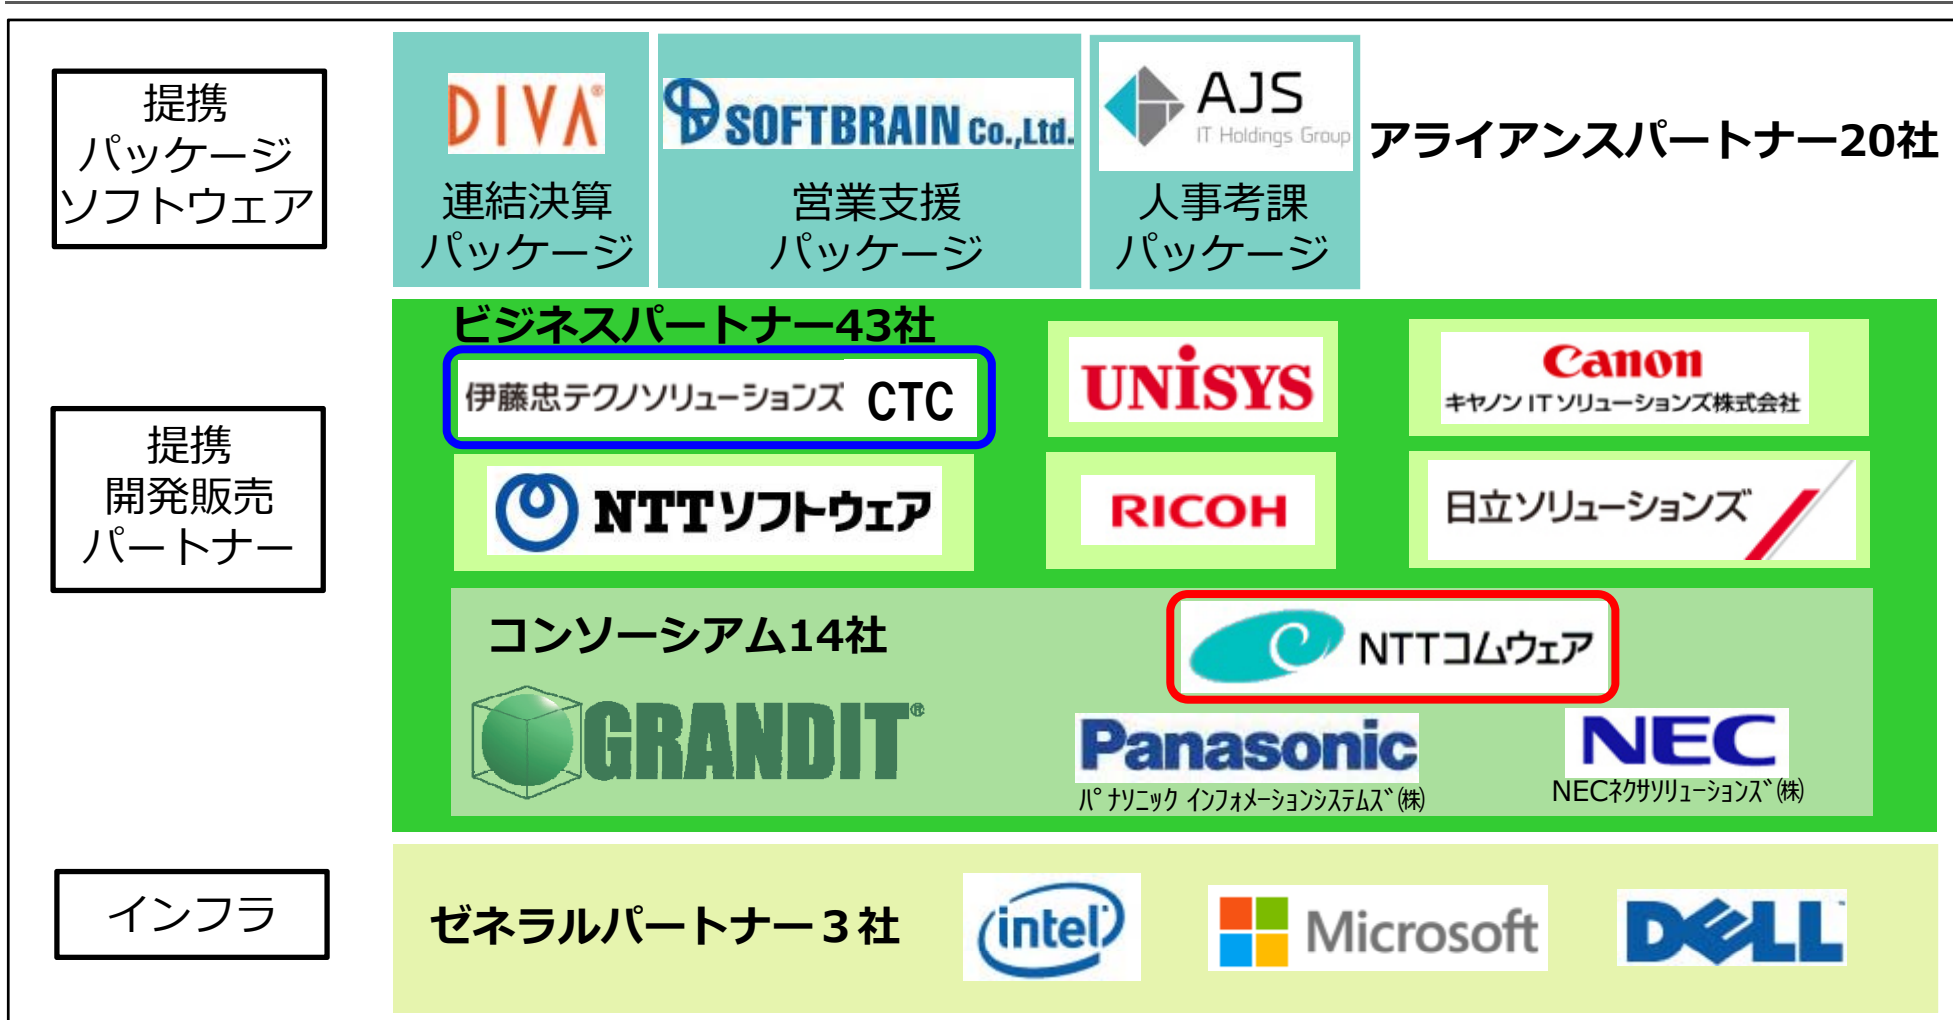 提携
パッケージ
ソフトウェア
DIVA®
連結決算
パッケージ
SOFTBRAIN Co.,Ltd.
営業支援
パッケージ
AJS
IT Holdings Group
人事考課
パッケージ
アライアンスパートナー20社
提携
開発販売
パートナー
ビジネスパートナー43社
伊藤忠テクノソリューションズ CTC
UNISYS
Canon
キヤノンITソリューションズ株式会社
NTTソフトウェア
RICOH
日立ソリューションズ
コンソーシアム14社
NTTコムウェア
GRANDIT®
Panasonic
ﾊﾟﾅｿﾆｯｸ ｲﾝﾌｫﾒｰｼｮﾝｼｽﾃﾑｽﾞ㈱
NEC
NECﾈｸｻｿﾘｭｰｼｮﾝｽﾞ㈱
インフラ
ゼネラルパートナー３社
intel
Microsoft
DELL